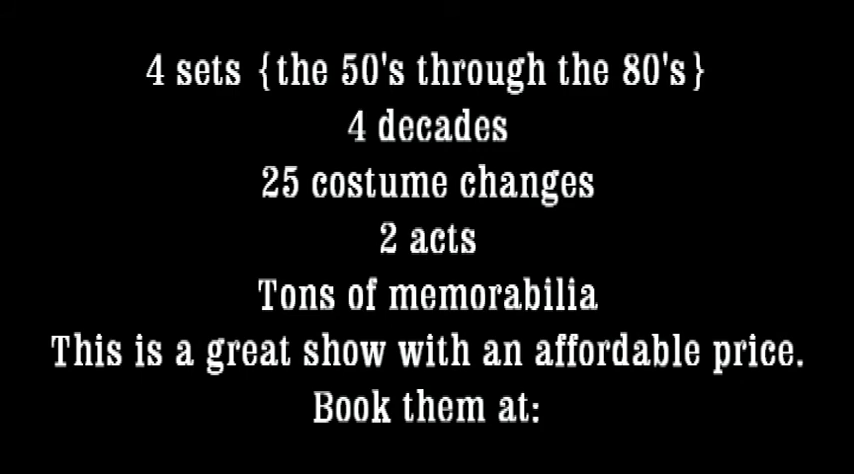 4 sets {the 50's through the 80's}
4 decades
25 costume changes
2 acts
Tons of memorabilia
This is a great show with an affordable price.
Book them at: